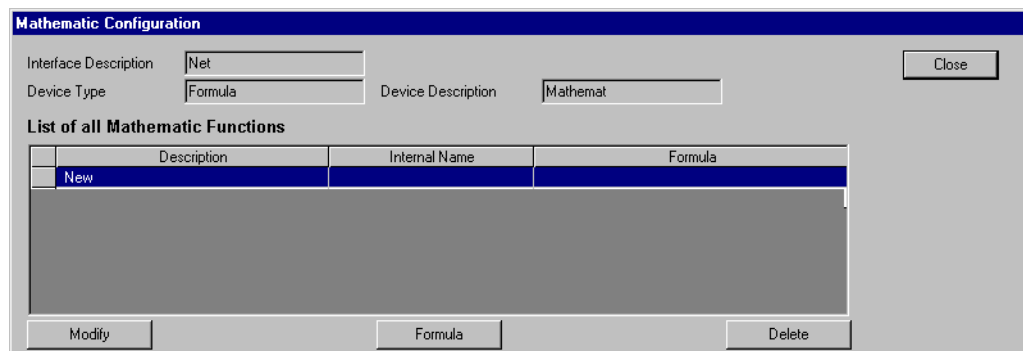 Mathematic Configuration
Interface Description Net Close
Device Type Formula Device Description Mathemat
List of all Mathematic Functions
Description Internal Name Formula
New
Modify Formula Delete